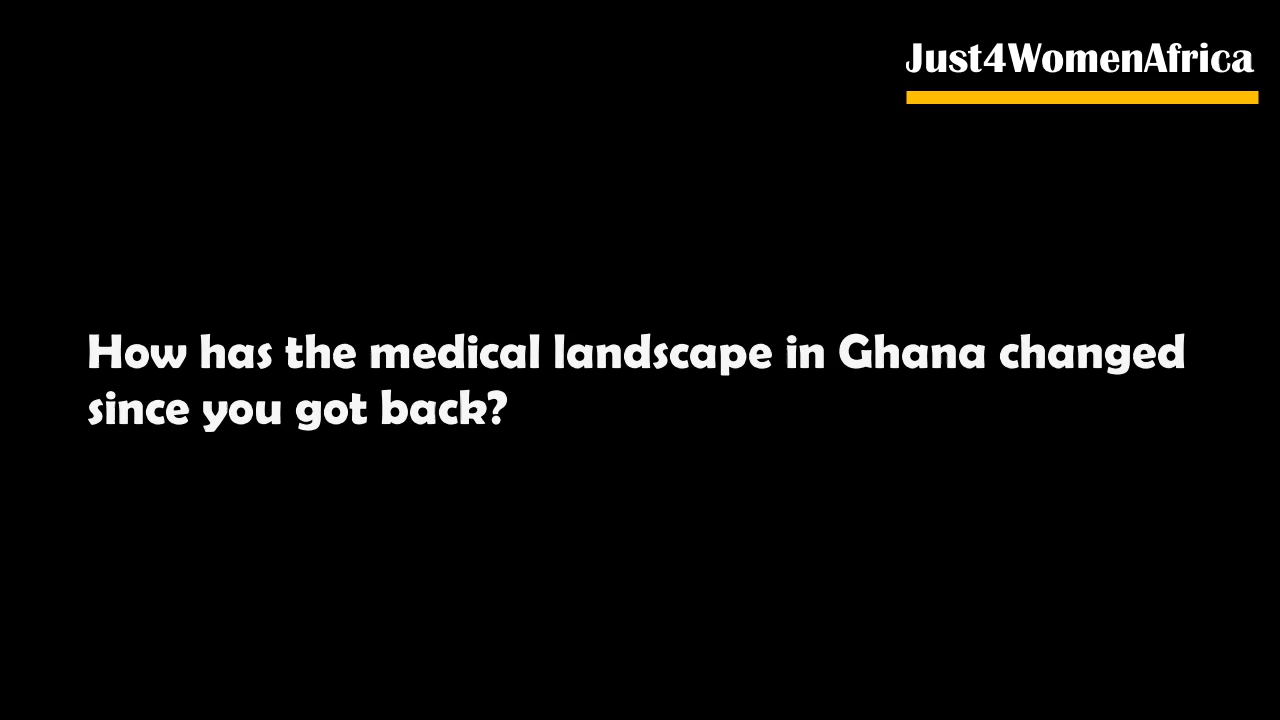 Just4WomenAfrica
How has the medical landscape in Ghana changed
since you got back?